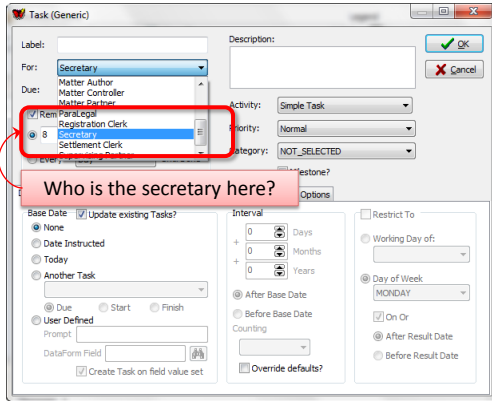 Task (Generic)
Label:
Description:
OK
For:
Secretary
Cancel
Matter Author
Matter Controller
Matter Partner
ParaLegal
Registration Clerk
Secretary
Settlement Clerk
Due:
Activity:
Simple Task
8
Priority:
Normal
Category:
NOT_SELECTED
Every
Milestone?
Who is the secretary here?
Options
Base Date
Update existing Tasks?
None
Date Instructed
Today
Another Task
Due
Start
Finish
User Defined
Prompt
DataForm Field
Create Task on field value set
Interval
0
Days
+
0
Months
+
0
Years
After Base Date
Before Base Date
Counting
Override defaults?
Restrict To
Working Day of:
Day of Week
MONDAY
On Or
After Result Date
Before Result Date